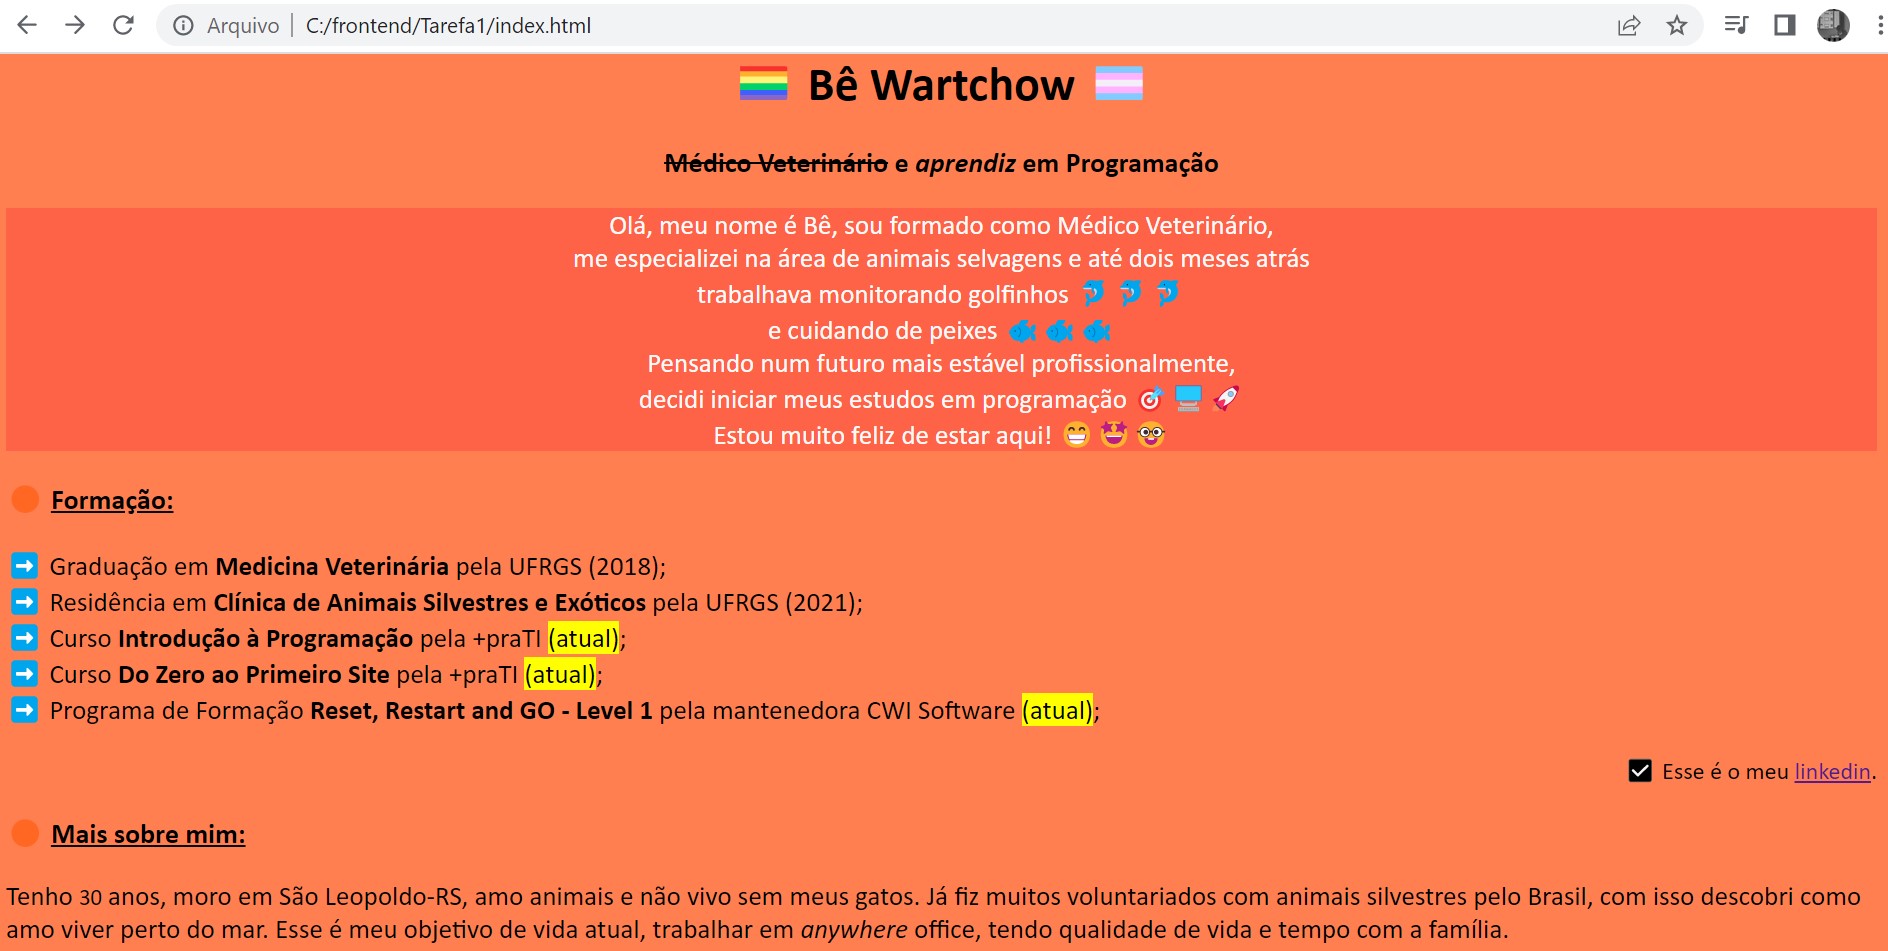 Arquivo | C:/frontend/Tarefa1/index.html
🏳️‍🌈 Bê Wartchow 🏳️‍⚧️
Médico Veterinário e aprendiz em Programação
Olá, meu nome é Bê, sou formado como Médico Veterinário,
me especializei na área de animais selvagens e até dois meses atrás
trabalhava monitorando golfinhos 🐬 🐬 🐬
e cuidando de peixes 🐟 🐟 🐟
Pensando num futuro mais estável profissionalmente,
decidi iniciar meus estudos em programação 🎯 🖥️ 🚀
Estou muito feliz de estar aqui! 😁 🤩 🤓
🟠 Formação:
➡️ Graduação em Medicina Veterinária pela UFRGS (2018);
➡️ Residência em Clínica de Animais Silvestres e Exóticos pela UFRGS (2021);
➡️ Curso Introdução à Programação pela +praTI (atual);
➡️ Curso Do Zero ao Primeiro Site pela +praTI (atual);
➡️ Programa de Formação Reset, Restart and GO - Level 1 pela mantenedora CWI Software (atual);
☑ Esse é o meu linkedin.
🟠 Mais sobre mim:
Tenho 30 anos, moro em São Leopoldo-RS, amo animais e não vivo sem meus gatos. Já fiz muitos voluntariados com animais silvestres pelo Brasil, com isso descobri como
amo viver perto do mar. Esse é meu objetivo de vida atual, trabalhar em anywhere office, tendo qualidade de vida e tempo com a família.